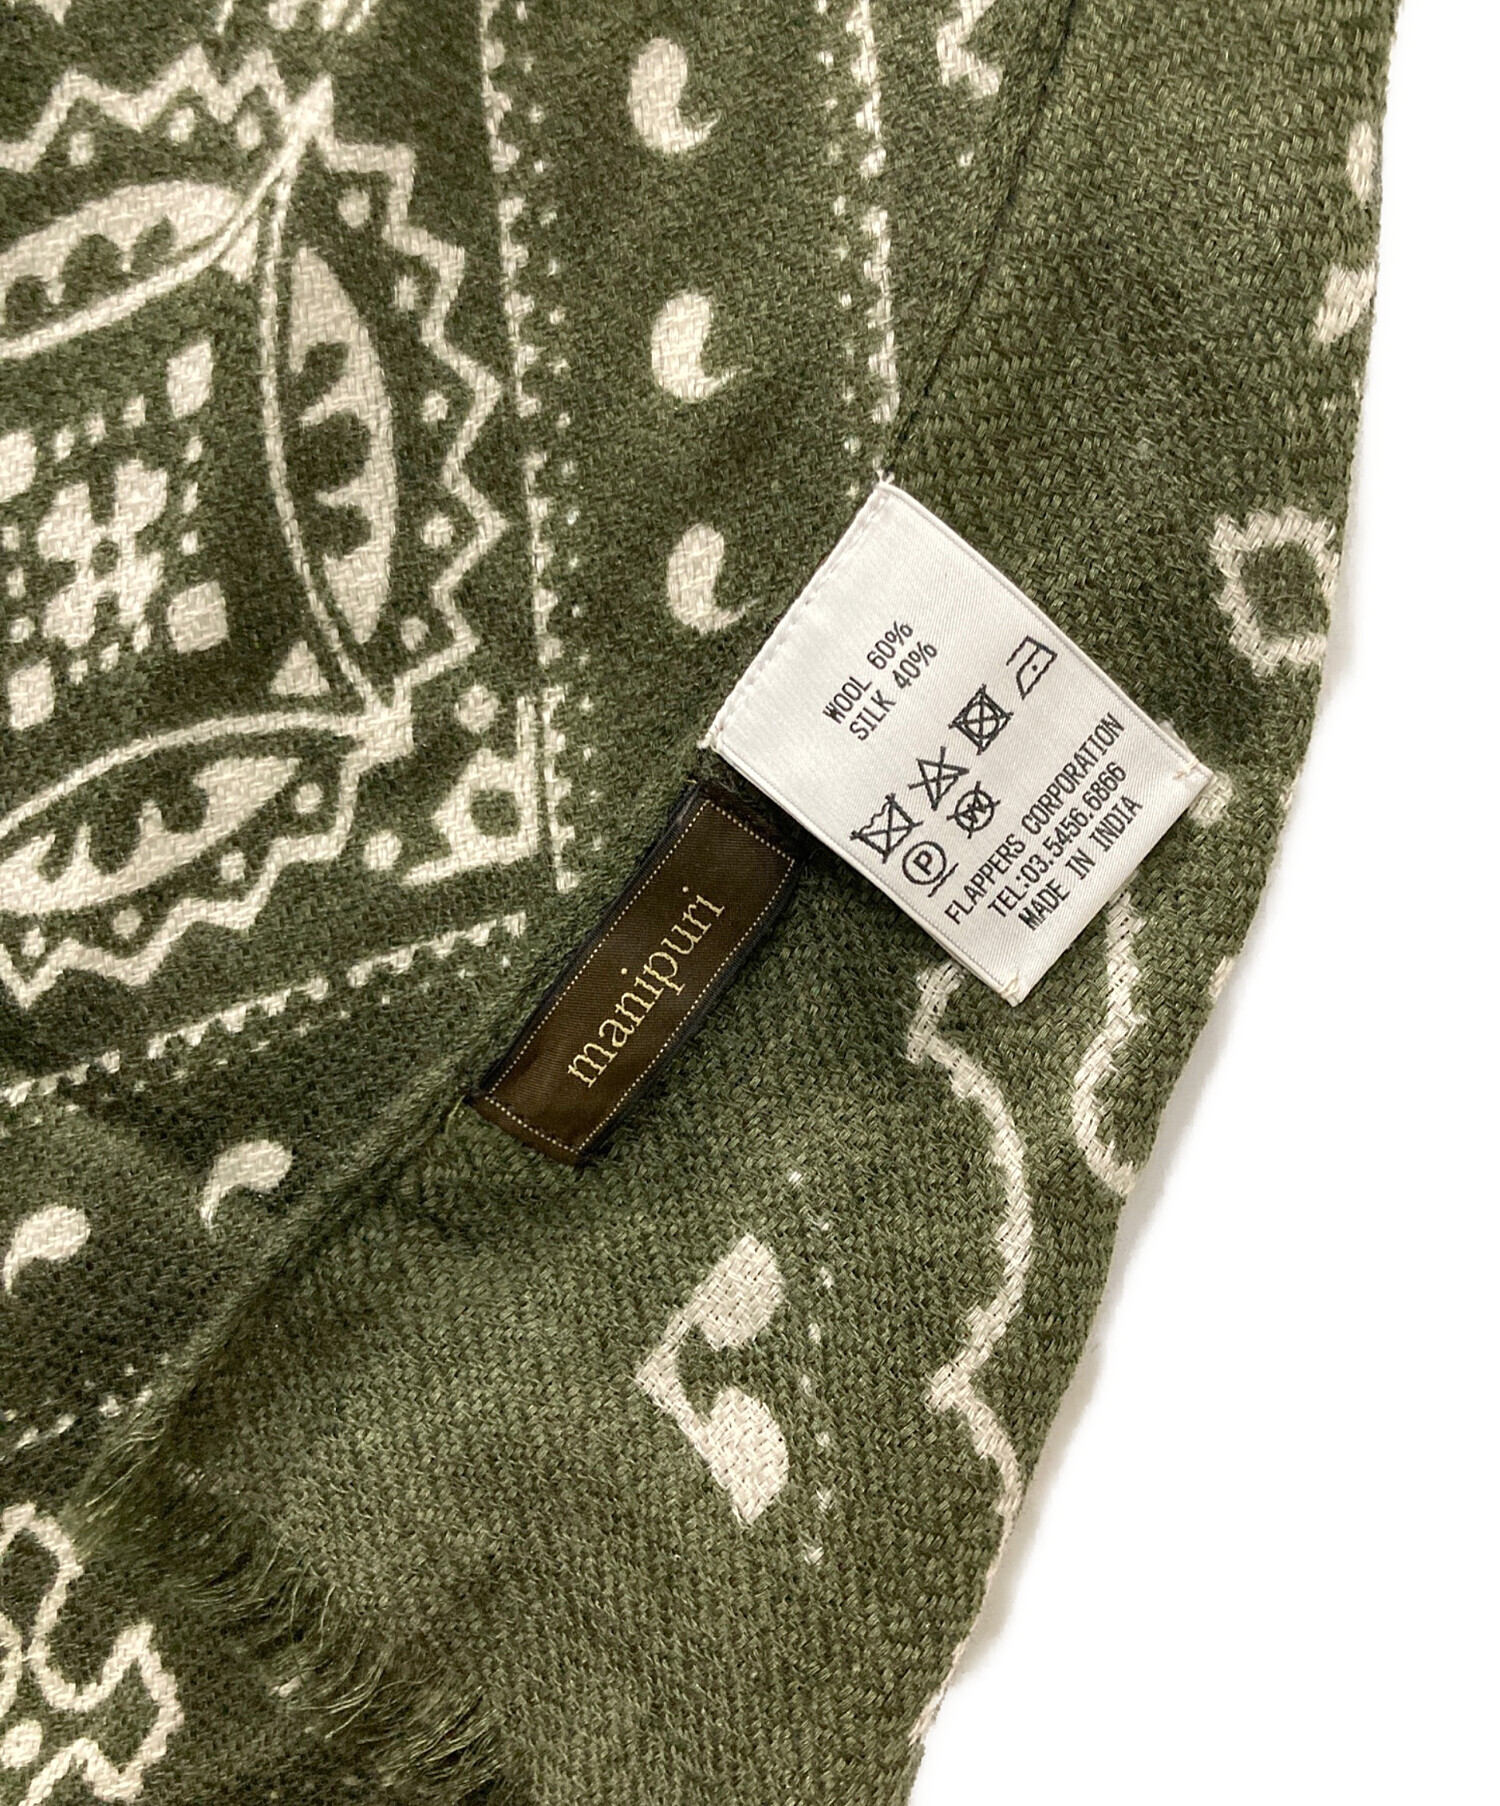 WOOL 60%
SILK 40%
P
FLAPPERS CORPORATION
TEL:03.5456.6866
MADE IN INDIA
manipuri